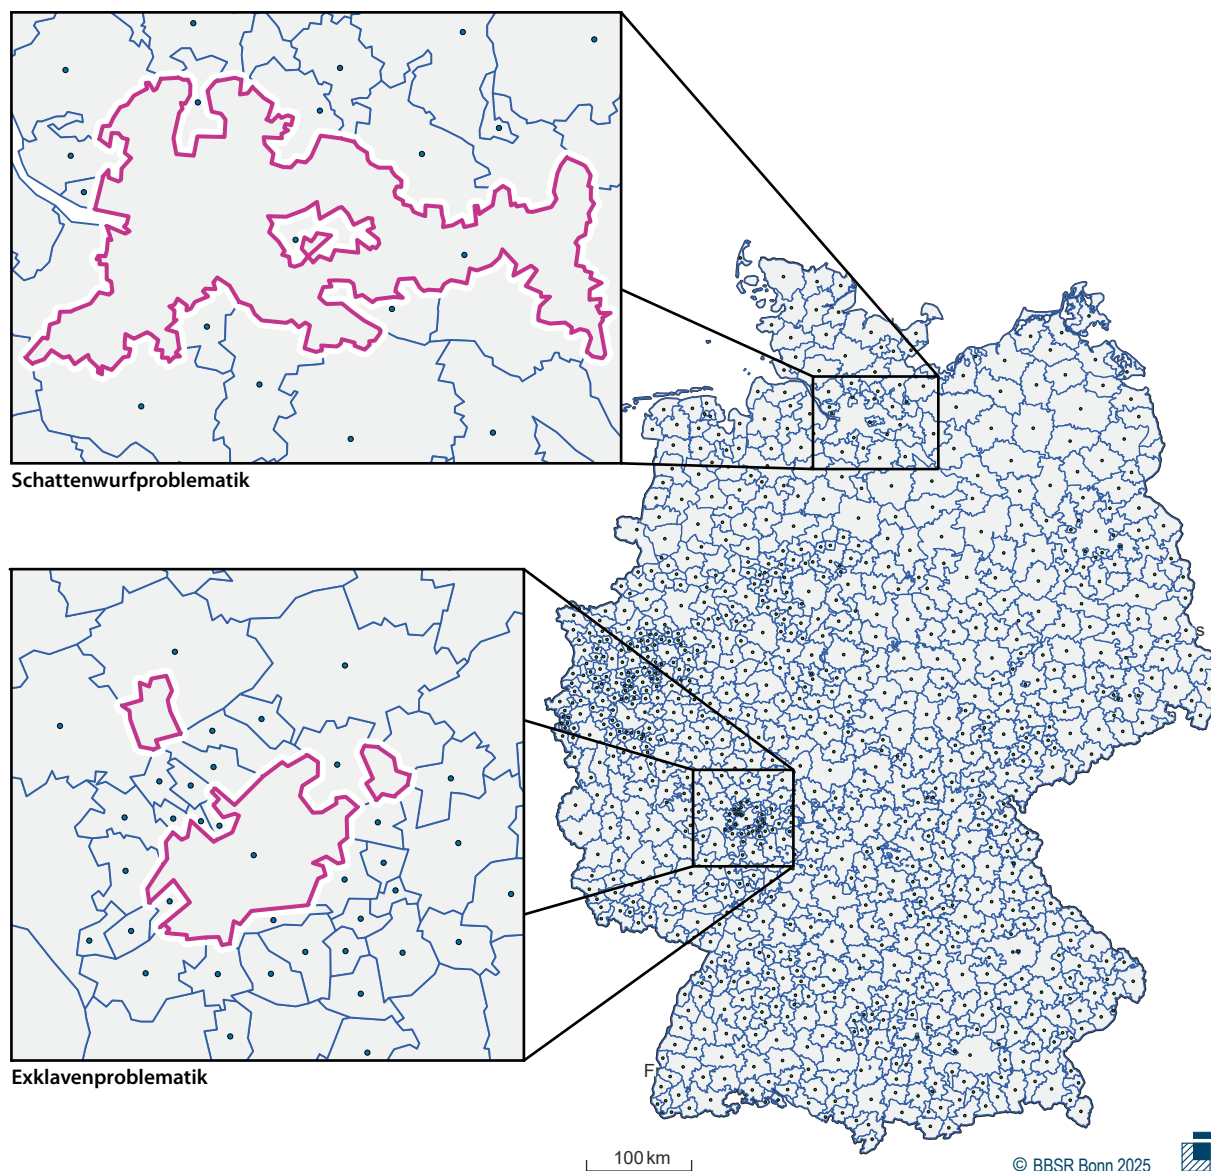 Schattenwurfproblematik
s
Exklavenproblematik
F
100 km
© BBSR Bonn 2025